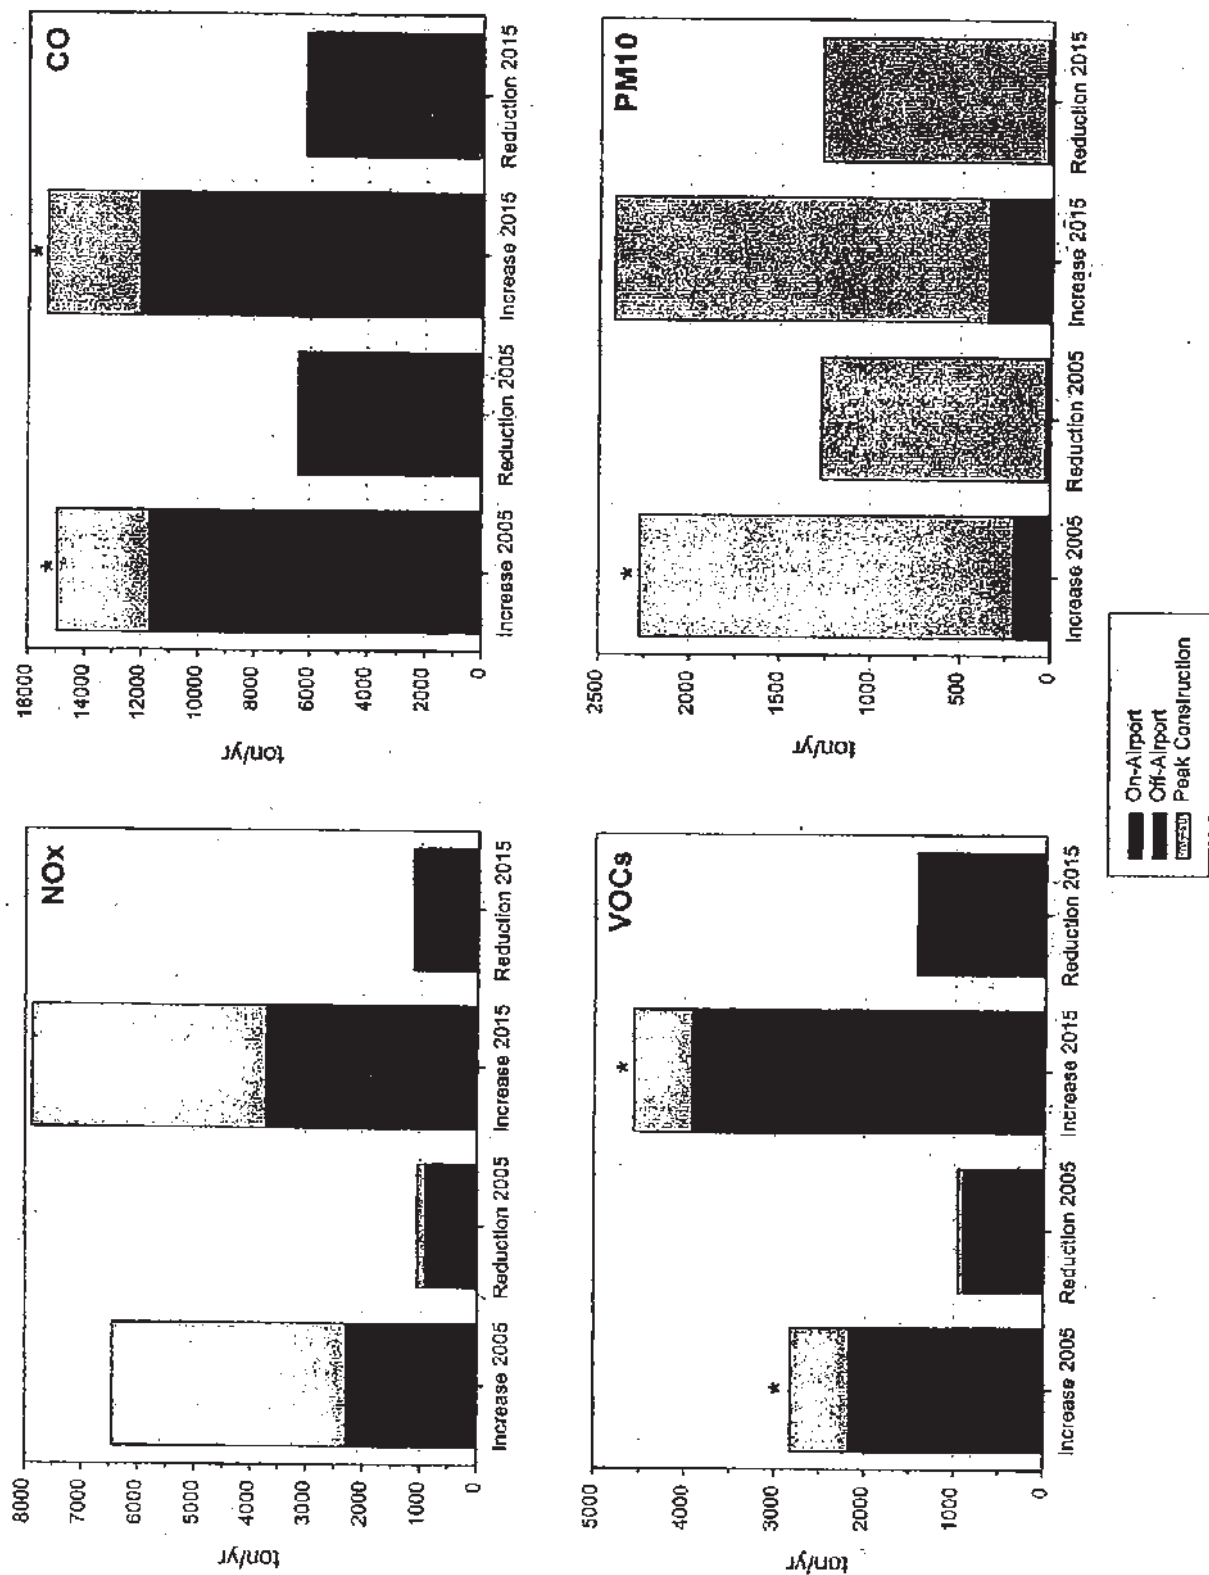 NOx
8000
7000
6000
5000
4000
3000
2000
1000
0
ton/yr
Increase 2005
Reduction 2005
Increase 2015
Reduction 2015
CO
16000
14000
12000
10000
8000
6000
4000
2000
0
ton/yr
*
*
Increase 2005
Reduction 2005
Increase 2015
Reduction 2015
VOCs
5000
4000
3000
2000
1000
0
ton/yr
*
*
Increase 2005
Reduction 2005
Increase 2015
Reduction 2015
PM10
2500
2000
1500
1000
500
0
ton/yr
*
Increase 2005
Reduction 2005
Increase 2015
Reduction 2015
On-Airport
Off-Airport
Peak Construction